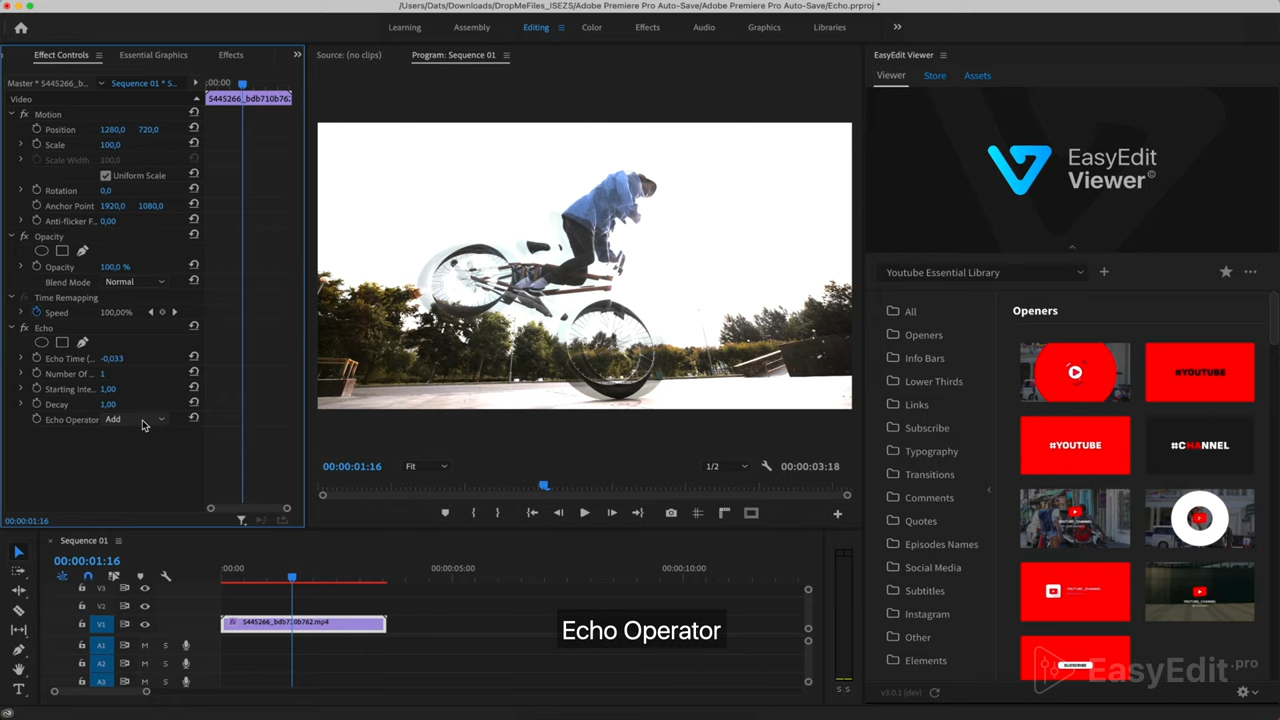 /Users/Dats/Downloads/DropMeFiles_ISEZS/Adobe Premiere Pro Auto-Save/Adobe Premiere Pro Auto-Save/Echo.prproj *
Learning Assembly Editing Color Effects Audio Graphics Libraries
Effect Controls Essential Graphics Effects
Master * 5445266_b... Sequence 01 * 5...
:00:00
Video
5445266_bdb710b762
fx Motion
Position 1280,0 720,0
Scale 100,0
Scale Width 100,0
Uniform Scale
Rotation 0,0
Anchor Point 1920,0 1080,0
Anti-flicker F... 0,00
fx Opacity
Opacity 100,0 %
Blend Mode Normal
Time Remapping
Speed 100,00%
fx Echo
Echo Time (... -0,033
Number Of ... 1
Starting Inte... 1,00
Decay 1,00
Echo Operator Add
00:00:01:16
Source: (no clips) Program: Sequence 01
00:00:01:16 Fit 1/2 00:00:03:18
EasyEdit Viewer
Viewer Store Assets
EasyEdit
Viewer©
Youtube Essential Library
All
Openers
Info Bars
Lower Thirds
Links
Subscribe
Typography
Transitions
Comments
Quotes
Episodes Names
Social Media
Subtitles
Instagram
Other
Elements
Openers
#YOUTUBE
#YOUTUBE
#CHANNEL
SUBSCRIBE
EasyEdit.pro
v3.0.1 (dev)
Sequence 01
00:00:01:16
:00:00 00:00:05:00 00:00:10:00
V3
V2
V1 fx 5445266_bdb710b762.mp4
A1 M S
A2 M S
A3 M S
S S
Echo Operator